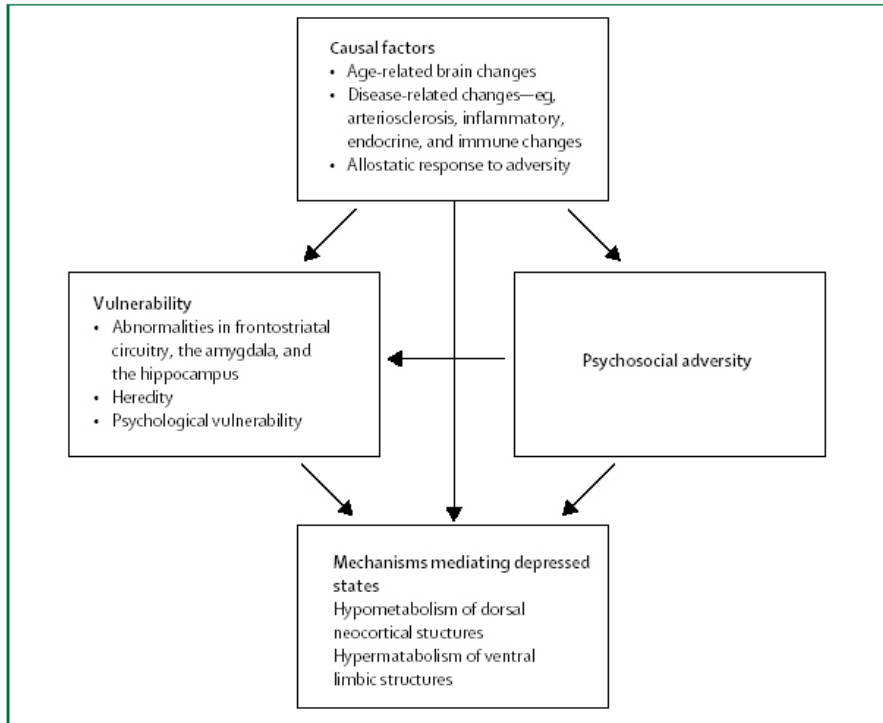 Causal factors
• Age-related brain changes
• Disease-related changes—eg,
arteriosclerosis, inflammatory,
endocrine, and immune changes
• Allostatic response to adversity
Vulnerability
• Abnormalities in frontostriatal
circuitry, the amygdala, and
the hippocampus
• Heredity
• Psychological vulnerability
Psychosocial adversity
Mechanisms mediating depressed
states
Hypometabolism of dorsal
neocortical stuctures
Hypermatabolism of ventral
limbic structures